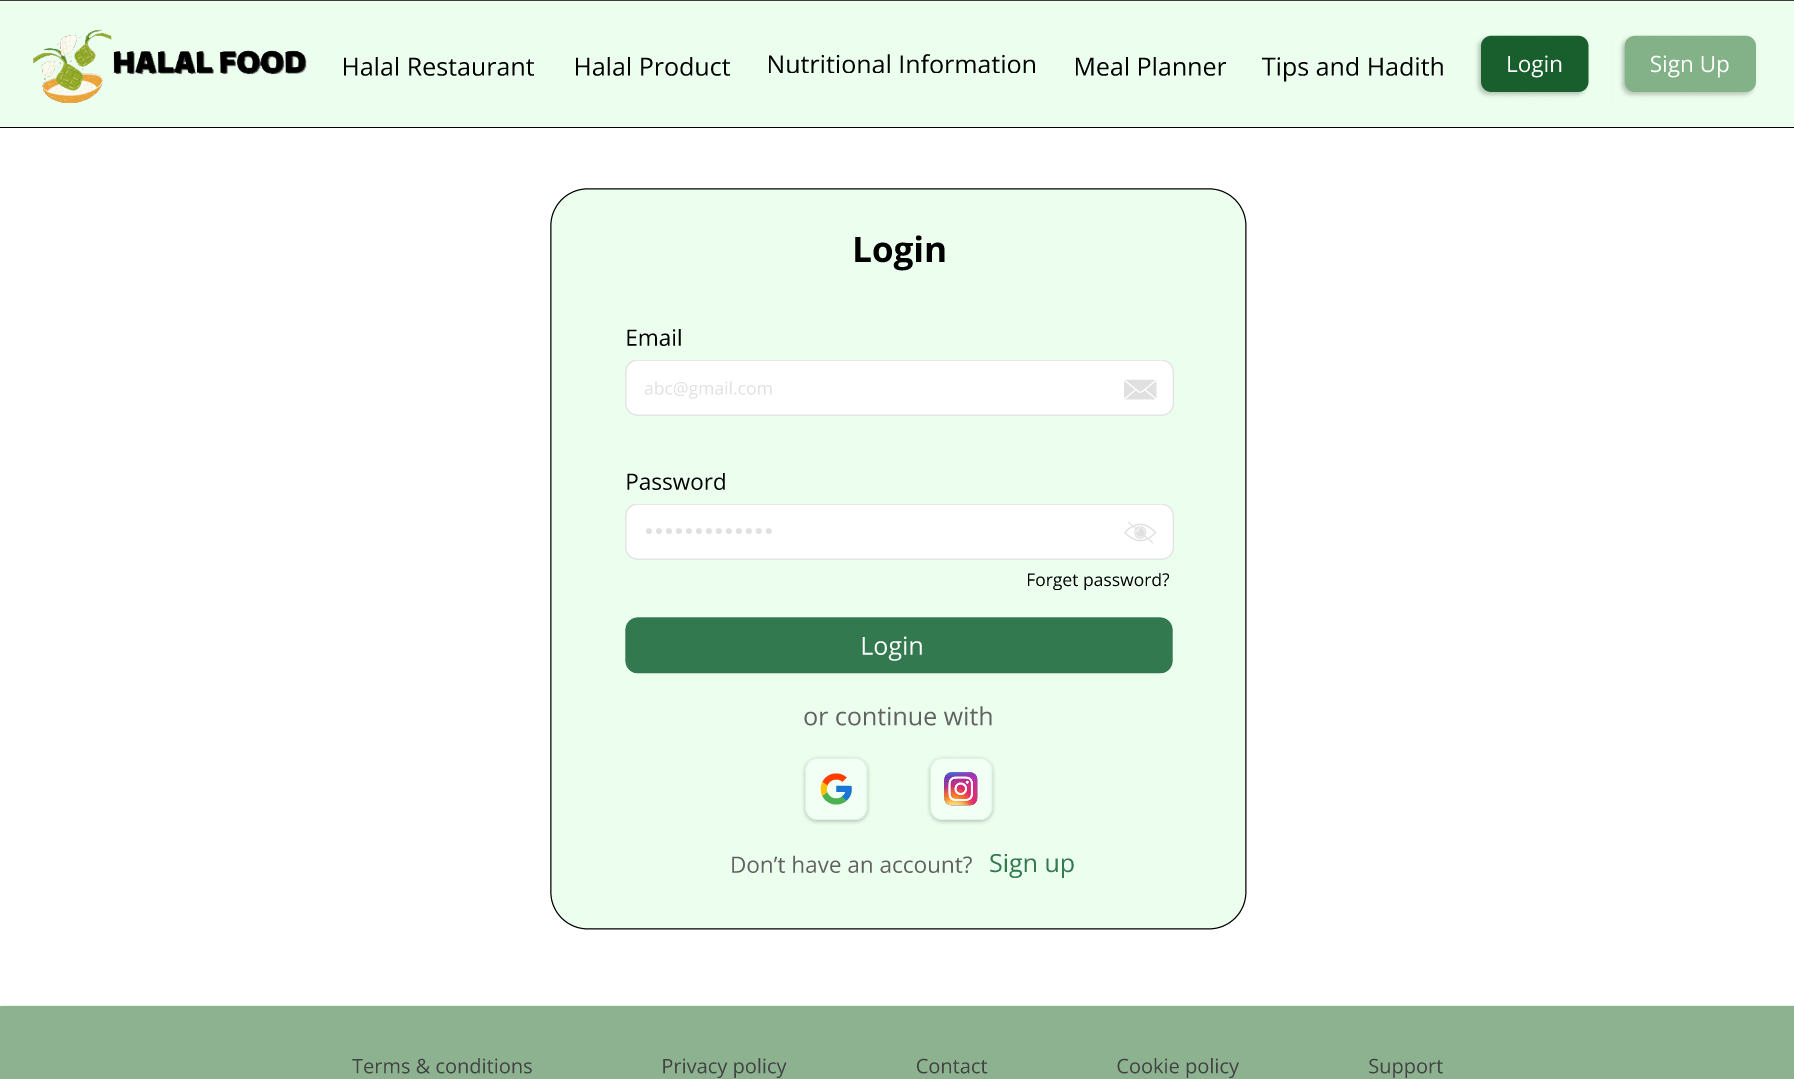 HALAL FOOD
Halal Restaurant
Halal Product
Nutritional Information
Meal Planner
Tips and Hadith
Login
Sign Up
Login
Email
abc@gmail.com
Password
Forget password?
Login
or continue with
Don’t have an account? Sign up
Terms & conditions
Privacy policy
Contact
Cookie policy
Support